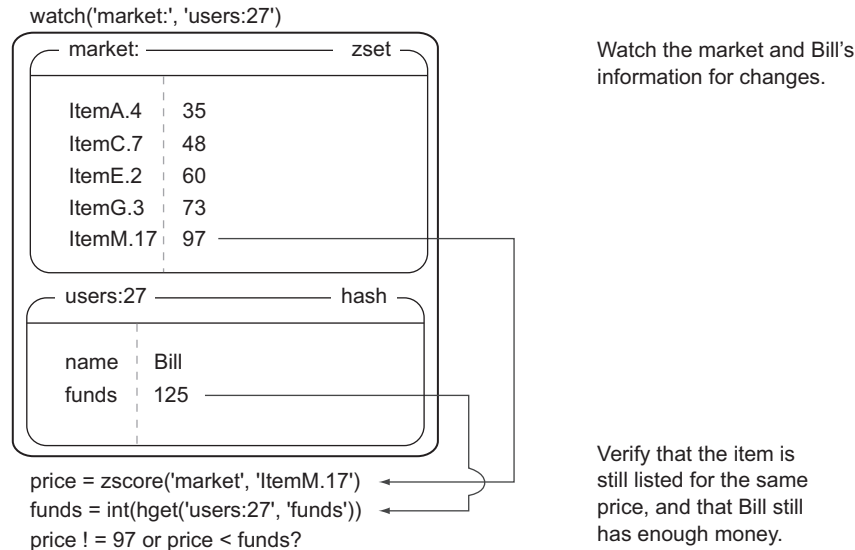 watch('market:', 'users:27')
market: zset
ItemA.4 35
ItemC.7 48
ItemE.2 60
ItemG.3 73
ItemM.17 97
users:27 hash
name Bill
funds 125
price = zscore('market', 'ItemM.17')
funds = int(hget('users:27', 'funds'))
price ! = 97 or price < funds?
Watch the market and Bill's
information for changes.
Verify that the item is
still listed for the same
price, and that Bill still
has enough money.